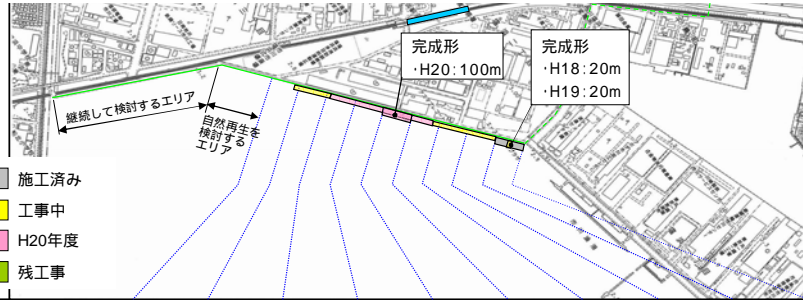 完成形
・H20：100m
完成形
・H18：20m
・H19：20m
継続して検討するエリア
自然再生を
検討する
エリア
施工済み
工事中
H20年度
残工事